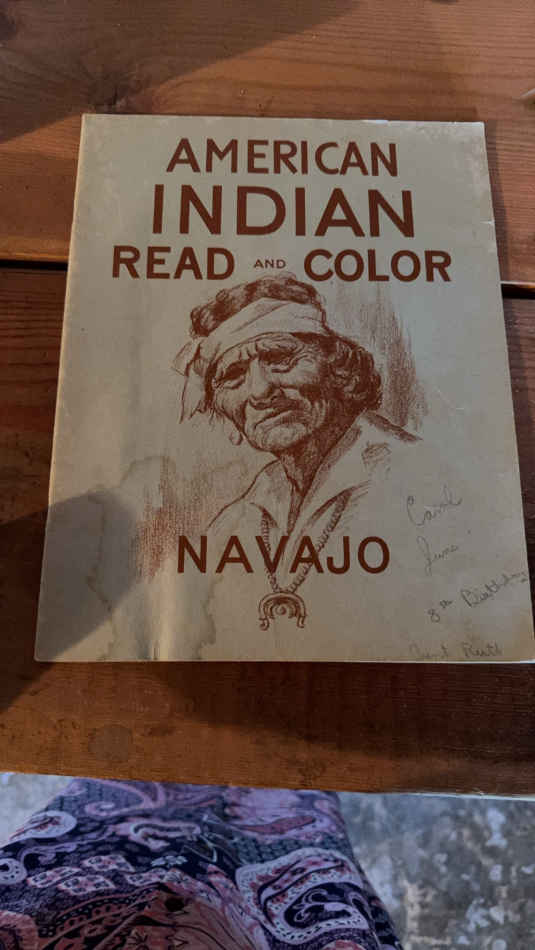 AMERICAN
INDIAN
READ AND COLOR
NAVAJO
Carol
June
8th Birthday
Aunt Ruth